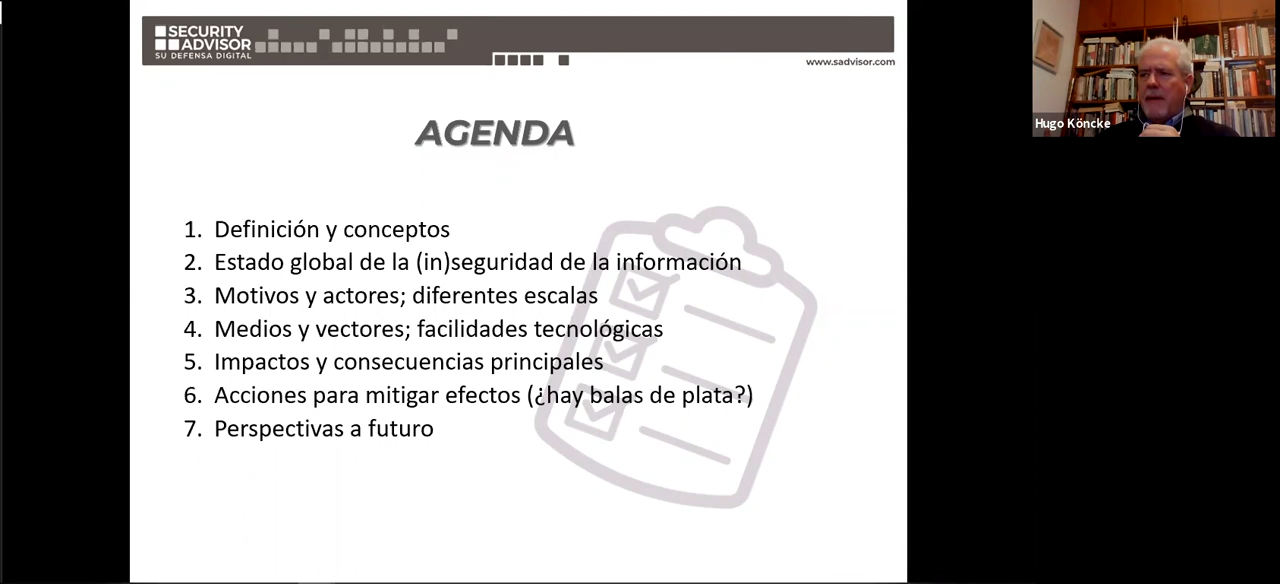 SECURITY
ADVISOR
SU DEFENSA DIGITAL
www.sadvisor.com
AGENDA
1. Definición y conceptos
2. Estado global de la (in)seguridad de la información
3. Motivos y actores; diferentes escalas
4. Medios y vectores; facilidades tecnológicas
5. Impactos y consecuencias principales
6. Acciones para mitigar efectos (¿hay balas de plata?)
7. Perspectivas a futuro
Hugo Köncke